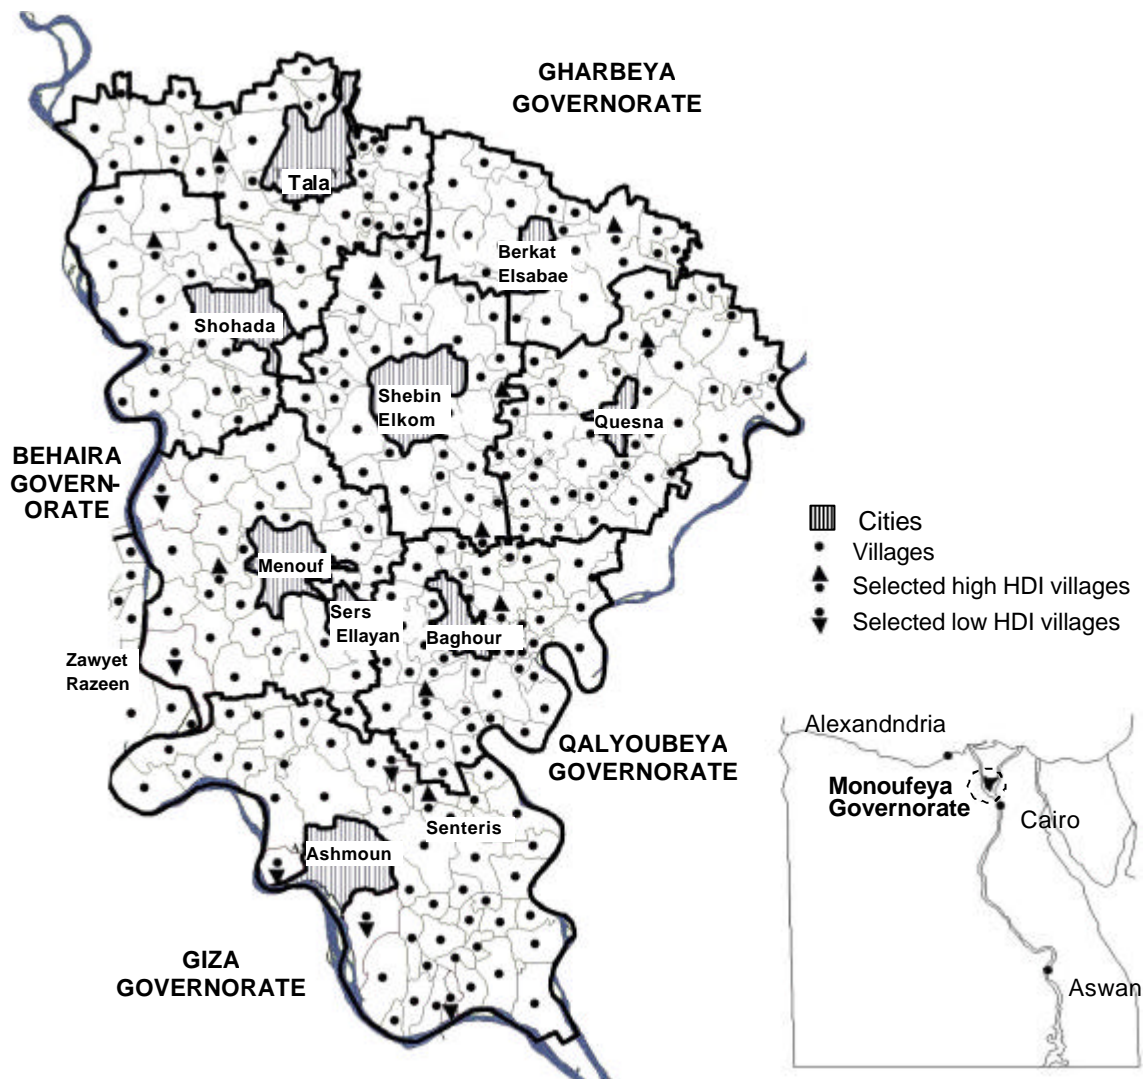 GHARBEYA
GOVERNORATE
Tala
Berkat
Elsabae
Shohada
Shebin
Elkom
Quesna
BEHAIRA
GOVERN-
ORATE
Cities
Villages
Selected high HDI villages
Selected low HDI villages
Menouf
Sers
Ellayan
Baghour
Zawyet
Razeen
QALYOUBEYA
GOVERNORATE
Alexandndria
Monoufeya
Governorate
Cairo
Senteris
Ashmoun
GIZA
GOVERNORATE
Aswan